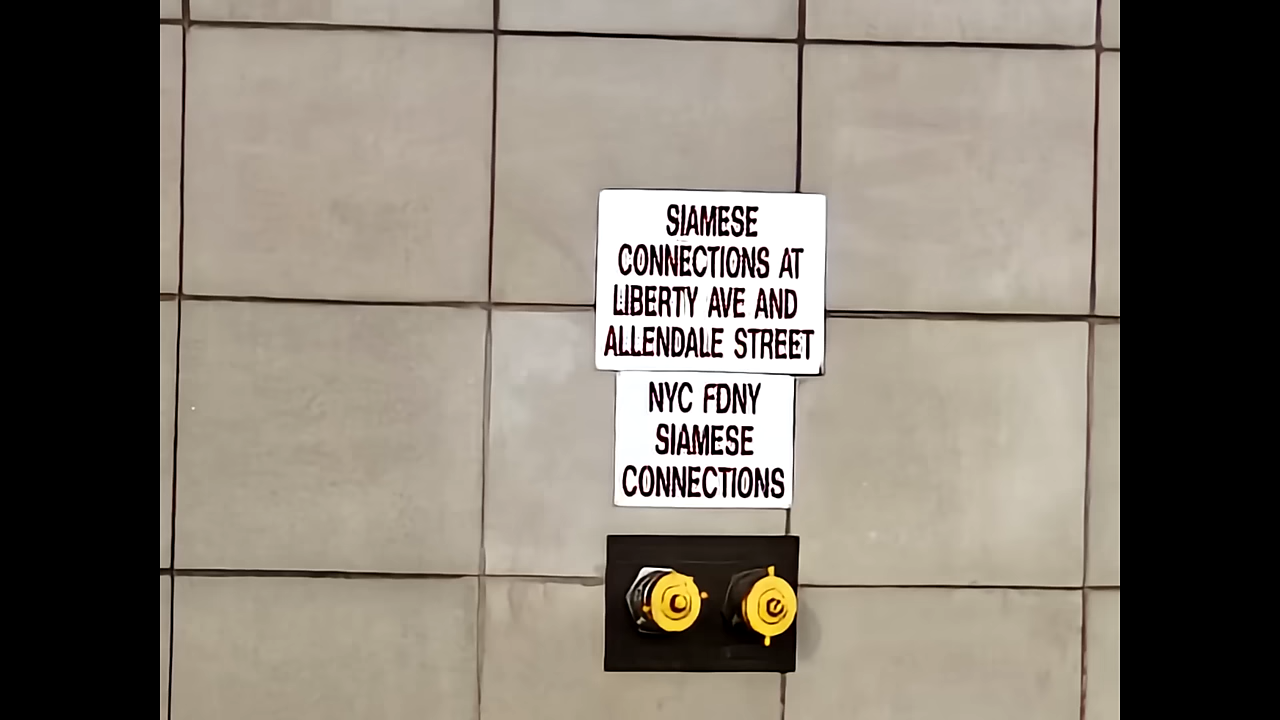 SIAMESE
CONNECTIONS AT
LIBERTY AVE AND
ALLENDALE STREET
NYC FDNY
SIAMESE
CONNECTIONS